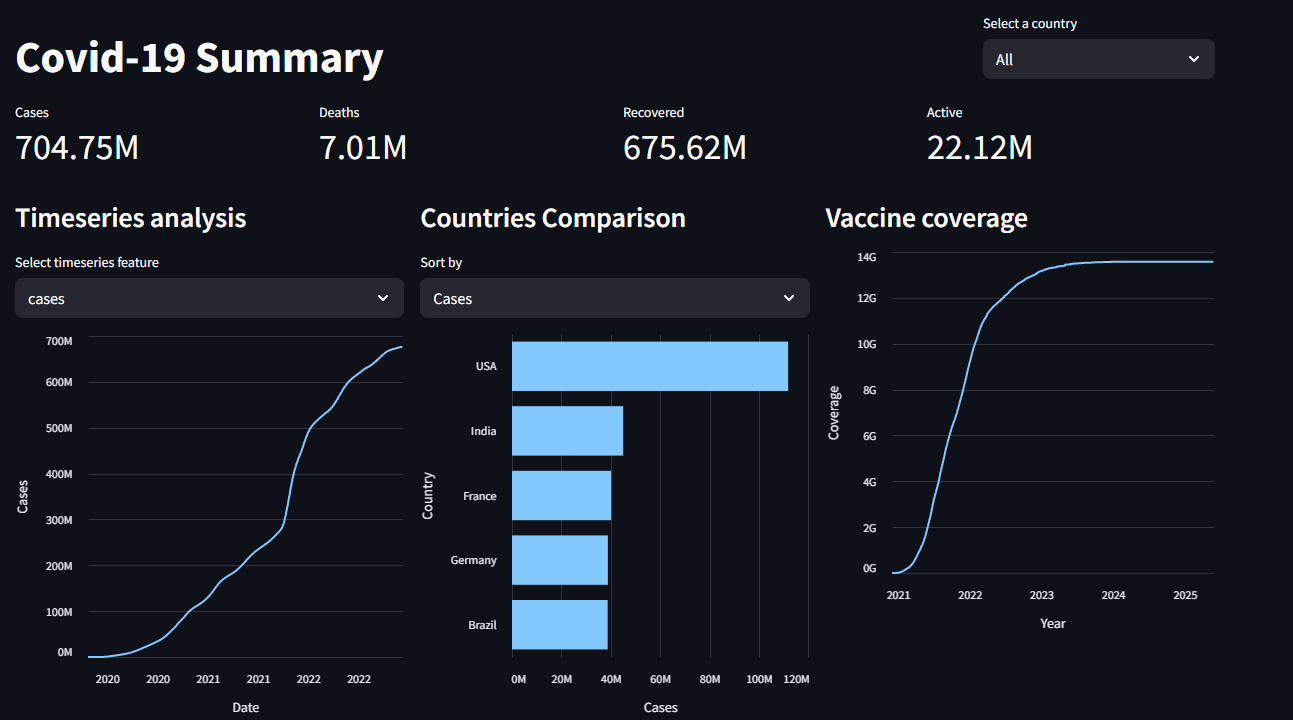 Select a country
Covid-19 Summary
All
Cases
Deaths
Recovered
Active
704.75M
7.01M
675.62M
22.12M
Timeseries analysis
Select timeseries feature
cases
700M
600M
500M
400M
300M
200M
100M
0M
Cases
2020
2020
2021
2021
2022
2022
Date
Countries Comparison
Sort by
Cases
USA
India
France
Germany
Brazil
Country
0M
20M
40M
60M
80M
100M
120M
Cases
Vaccine coverage
14G
12G
10G
8G
6G
4G
2G
0G
Coverage
2021
2022
2023
2024
2025
Year